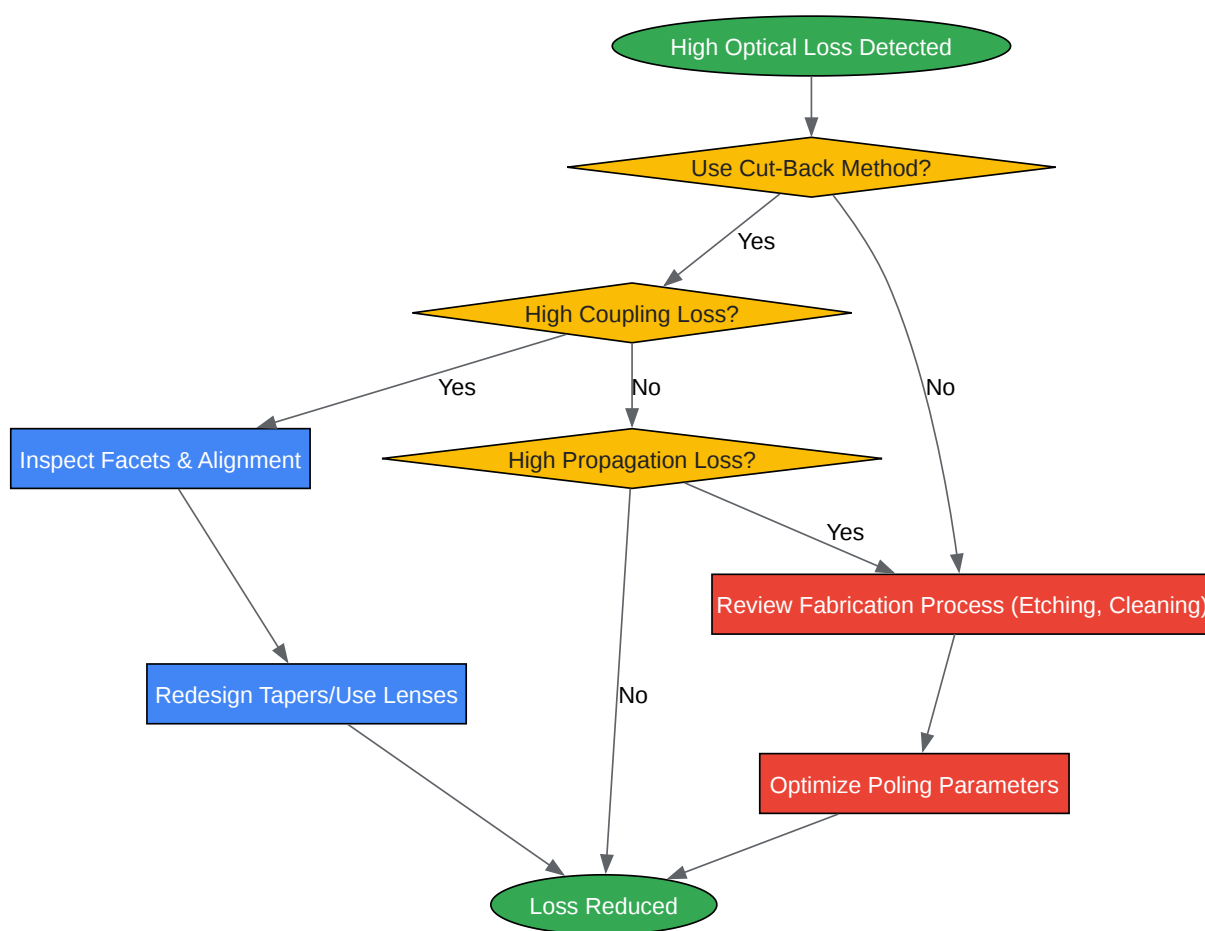 High Optical Loss Detected
Use Cut-Back Method?
Yes
High Coupling Loss?
Yes
No
No
Inspect Facets & Alignment
High Propagation Loss?
Yes
Review Fabrication Process (Etching, Cleaning)
Redesign Tapers/Use Lenses
No
Optimize Poling Parameters
Loss Reduced